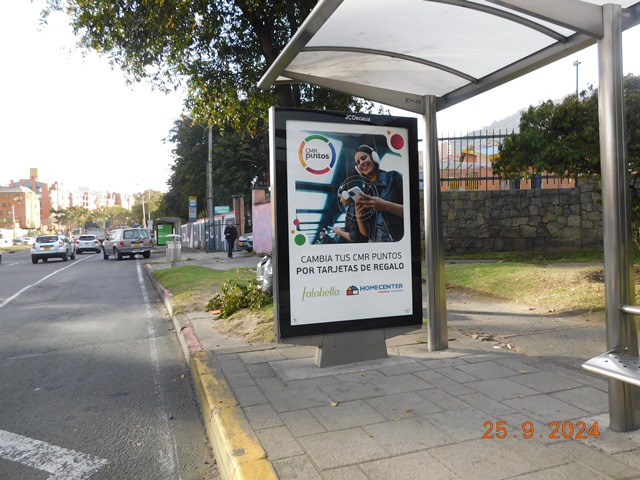 JCDecaux
CMR
puntos
CAMBIA TUS CMR PUNTOS
POR TARJETAS DE REGALO
falabella
HOMECENTER
25 9 2024